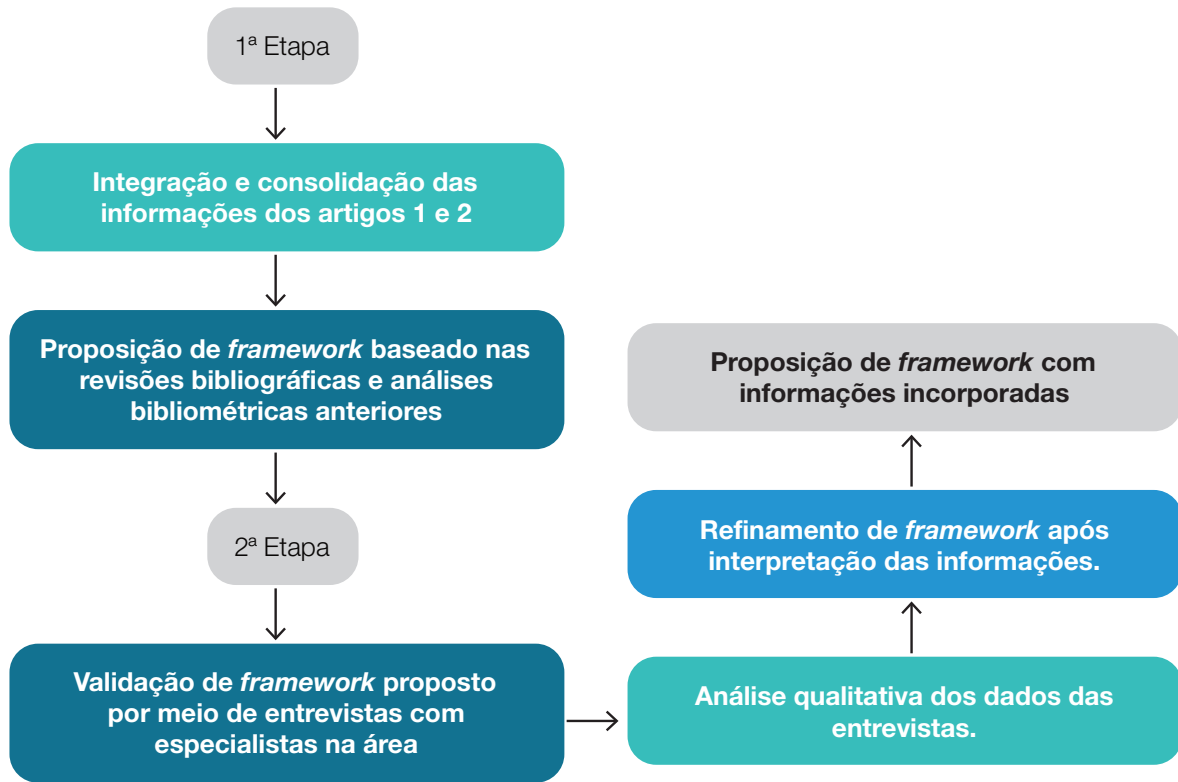 1ª Etapa
Integração e consolidação das
informações dos artigos 1 e 2
Proposição de framework baseado nas
revisões bibliográficas e análises
bibliométricas anteriores
2ª Etapa
Validação de framework proposto
por meio de entrevistas com
especialistas na área
Análise qualitativa dos dados das
entrevistas.
Refinamento de framework após
interpretação das informações.
Proposição de framework com
informações incorporadas